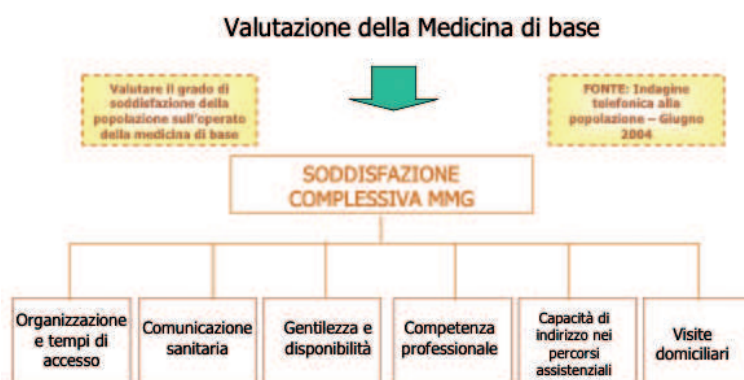 Valutazione della Medicina di base
Valutare il grado di
soddisfazione della
popolazione sull'operato
della medicina di base
FONTE: Indagine
telefonica alla
popolazione – Giugno
2004
SODDISFAZIONE
COMPLESSIVA MMG
Organizzazione
e tempi di
accesso
Comunicazione
sanitaria
Gentilezza e
disponibilità
Competenza
professionale
Capacità di
indirizzo nei
percorsi
assistenziali
Visite
domiciliari